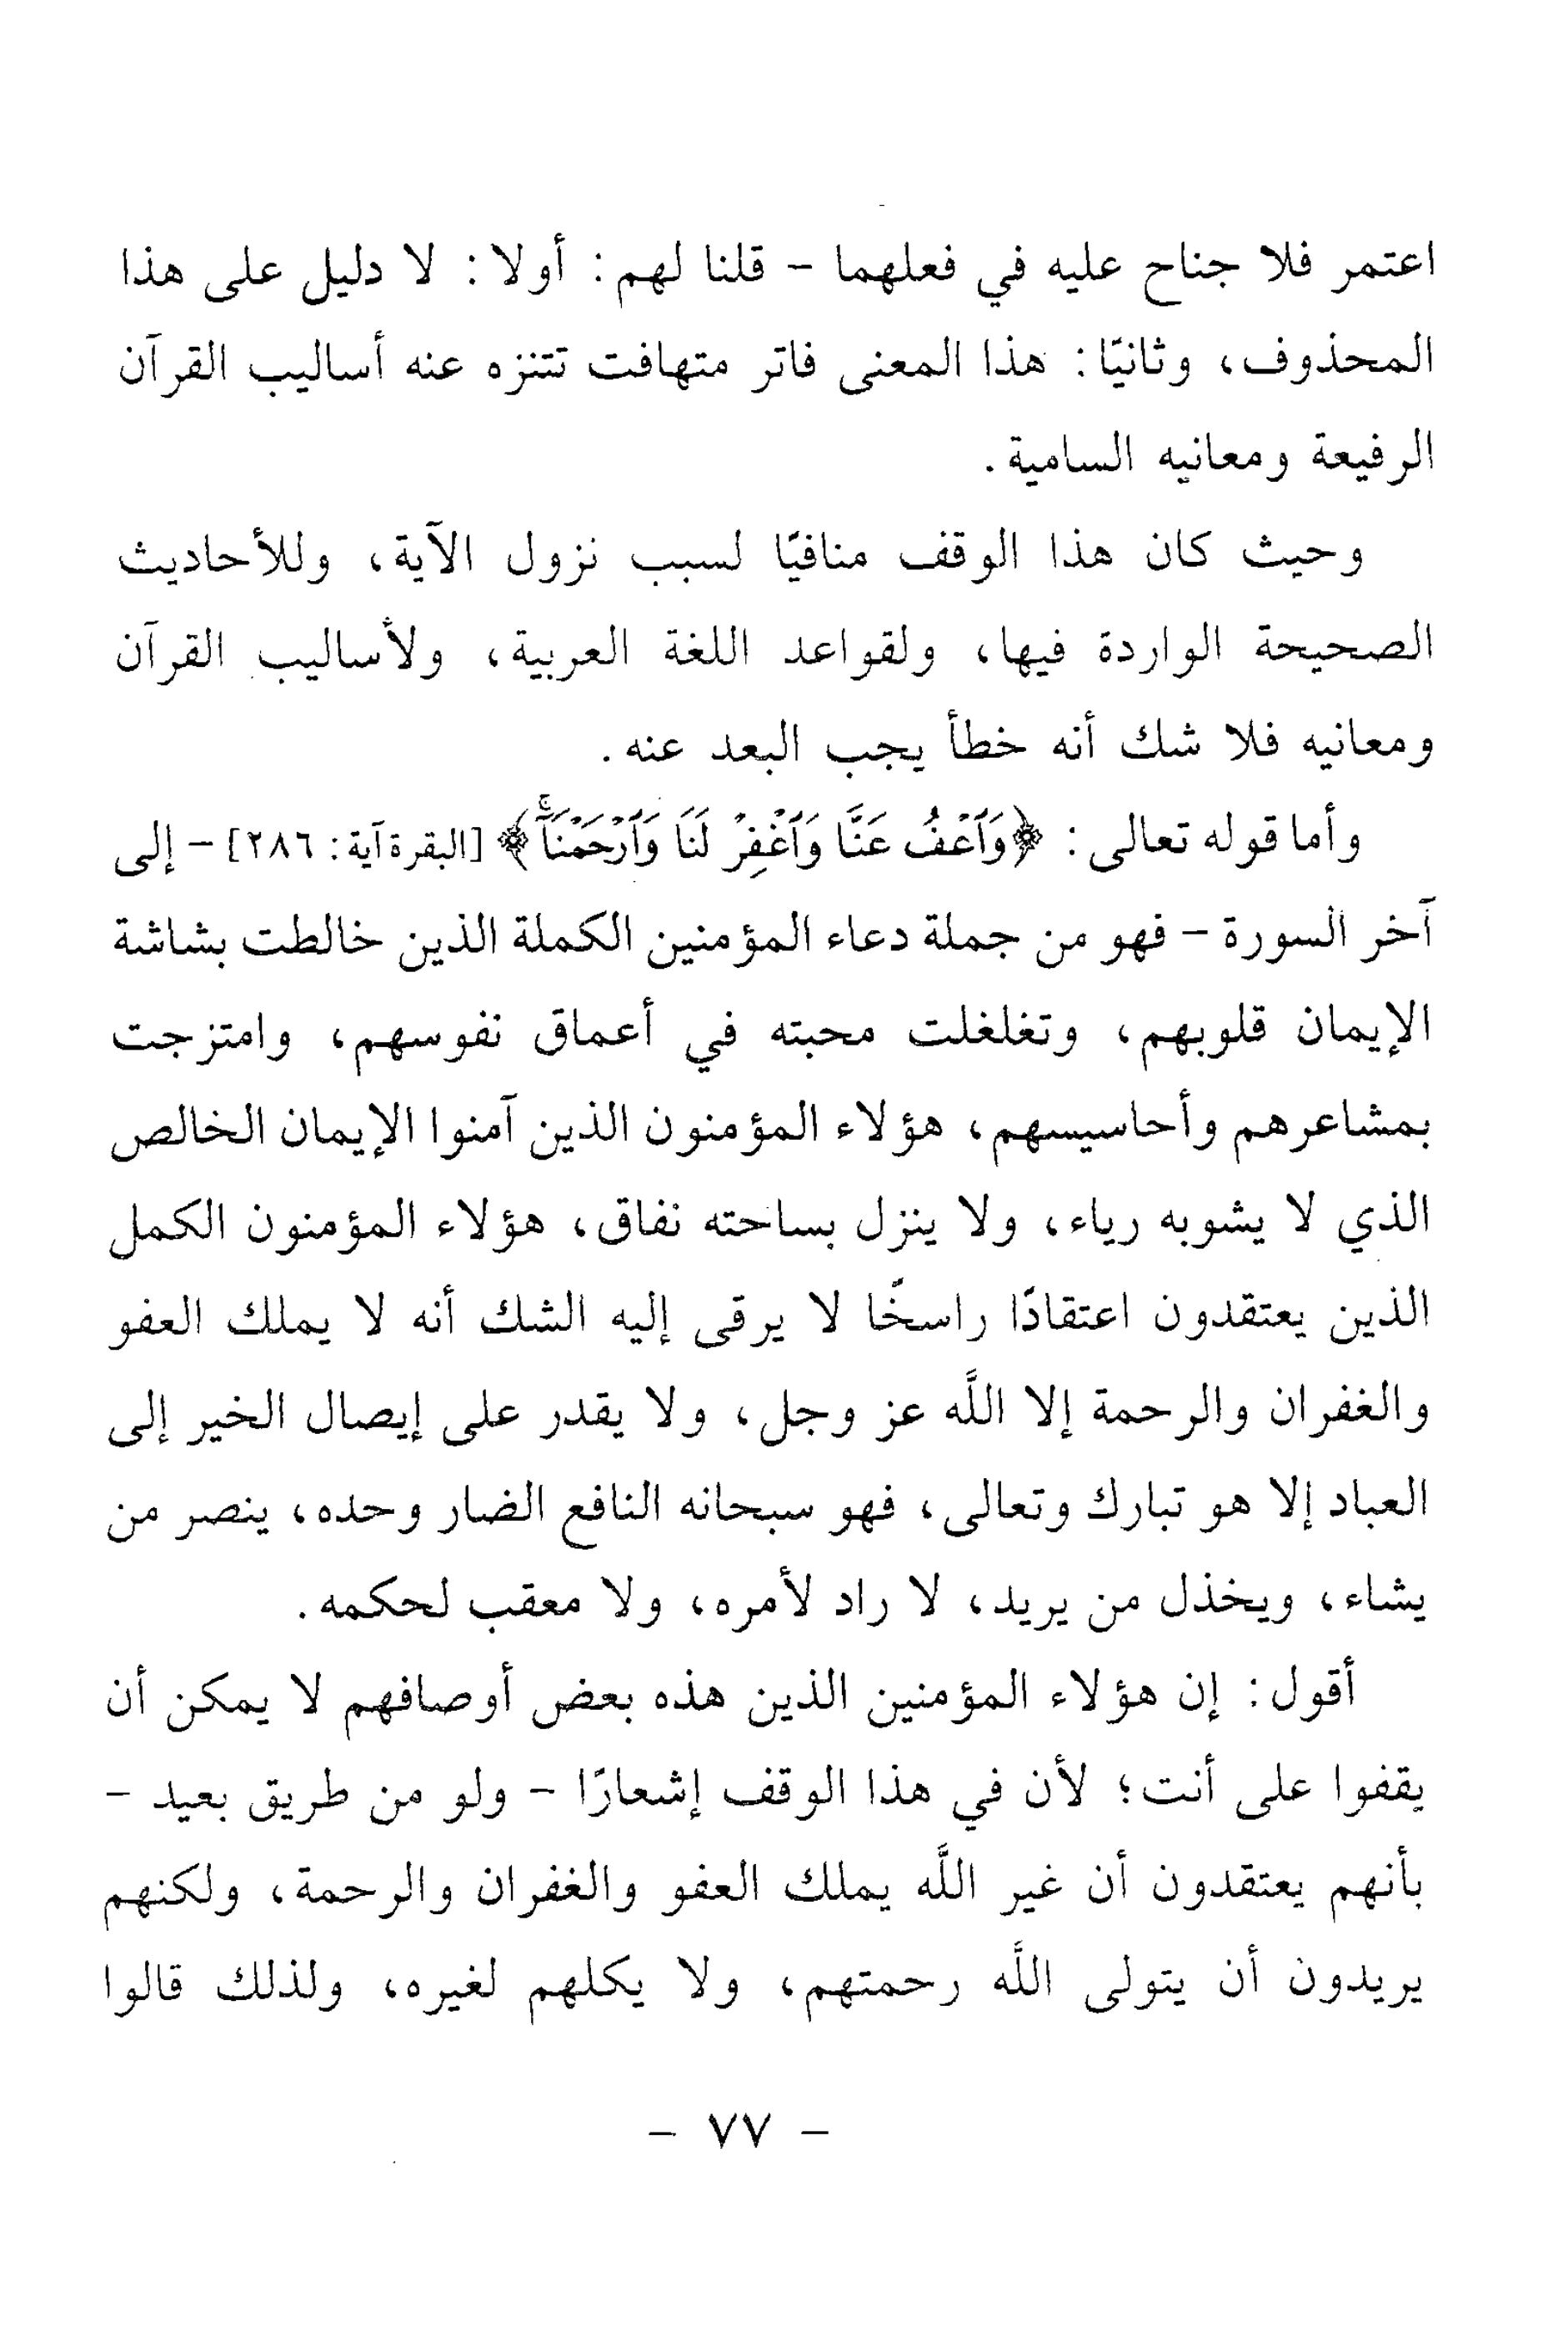 اعتمر فلا جناح عليه في فعلهما - قلنا لهم: أولا: لا دليل على هذا
المحذوف، وثانيًا: هذا المعنى فاتر متهافت تتنزه عنه أساليب القرآن
الرفيعة ومعانيه السامية.
وحيث كان هذا الوقف منافيًا لسبب نزول الآية، وللأحاديث
الصحيحة الواردة فيها، ولقواعد اللغة العربية، ولأساليب القرآن
ومعانيه فلا شك أنه خطأ يجب البعد عنه.
وأما قوله تعالى: ﴿وَٱعْفُ عَنَّا وَٱغْفِرْ لَنَا وَٱرْحَمْنَآۚ﴾ [البقرة آية: ٢٨٦] - إلى
آخر السورة - فهو من جملة دعاء المؤمنين الكملة الذين خالطت بشاشة
الإيمان قلوبهم، وتغلغلت محبته في أعماق نفوسهم، وامتزجت
بمشاعرهم وأحاسيسهم، هؤلاء المؤمنون الذين آمنوا الإيمان الخالص
الذي لا يشوبه رياء، ولا ينزل بساحته نفاق، هؤلاء المؤمنون الكمل
الذين يعتقدون اعتقادًا راسخًا لا يرقى إليه الشك أنه لا يملك العفو
والغفران والرحمة إلا اللَّه عز وجل، ولا يقدر على إيصال الخير إلى
العباد إلا هو تبارك وتعالى، فهو سبحانه النافع الضار وحده، ينصر من
يشاء، ويخذل من يريد، لا راد لأمره، ولا معقب لحكمه.
أقول: إن هؤلاء المؤمنين الذين هذه بعض أوصافهم لا يمكن أن
يقفوا على أنت؛ لأن في هذا الوقف إشعارًا - ولو من طريق بعيد -
بأنهم يعتقدون أن غير اللَّه يملك العفو والغفران والرحمة، ولكنهم
يريدون أن يتولى اللَّه رحمتهم، ولا يكلهم لغيره، ولذلك قالوا
- ٧٧ -